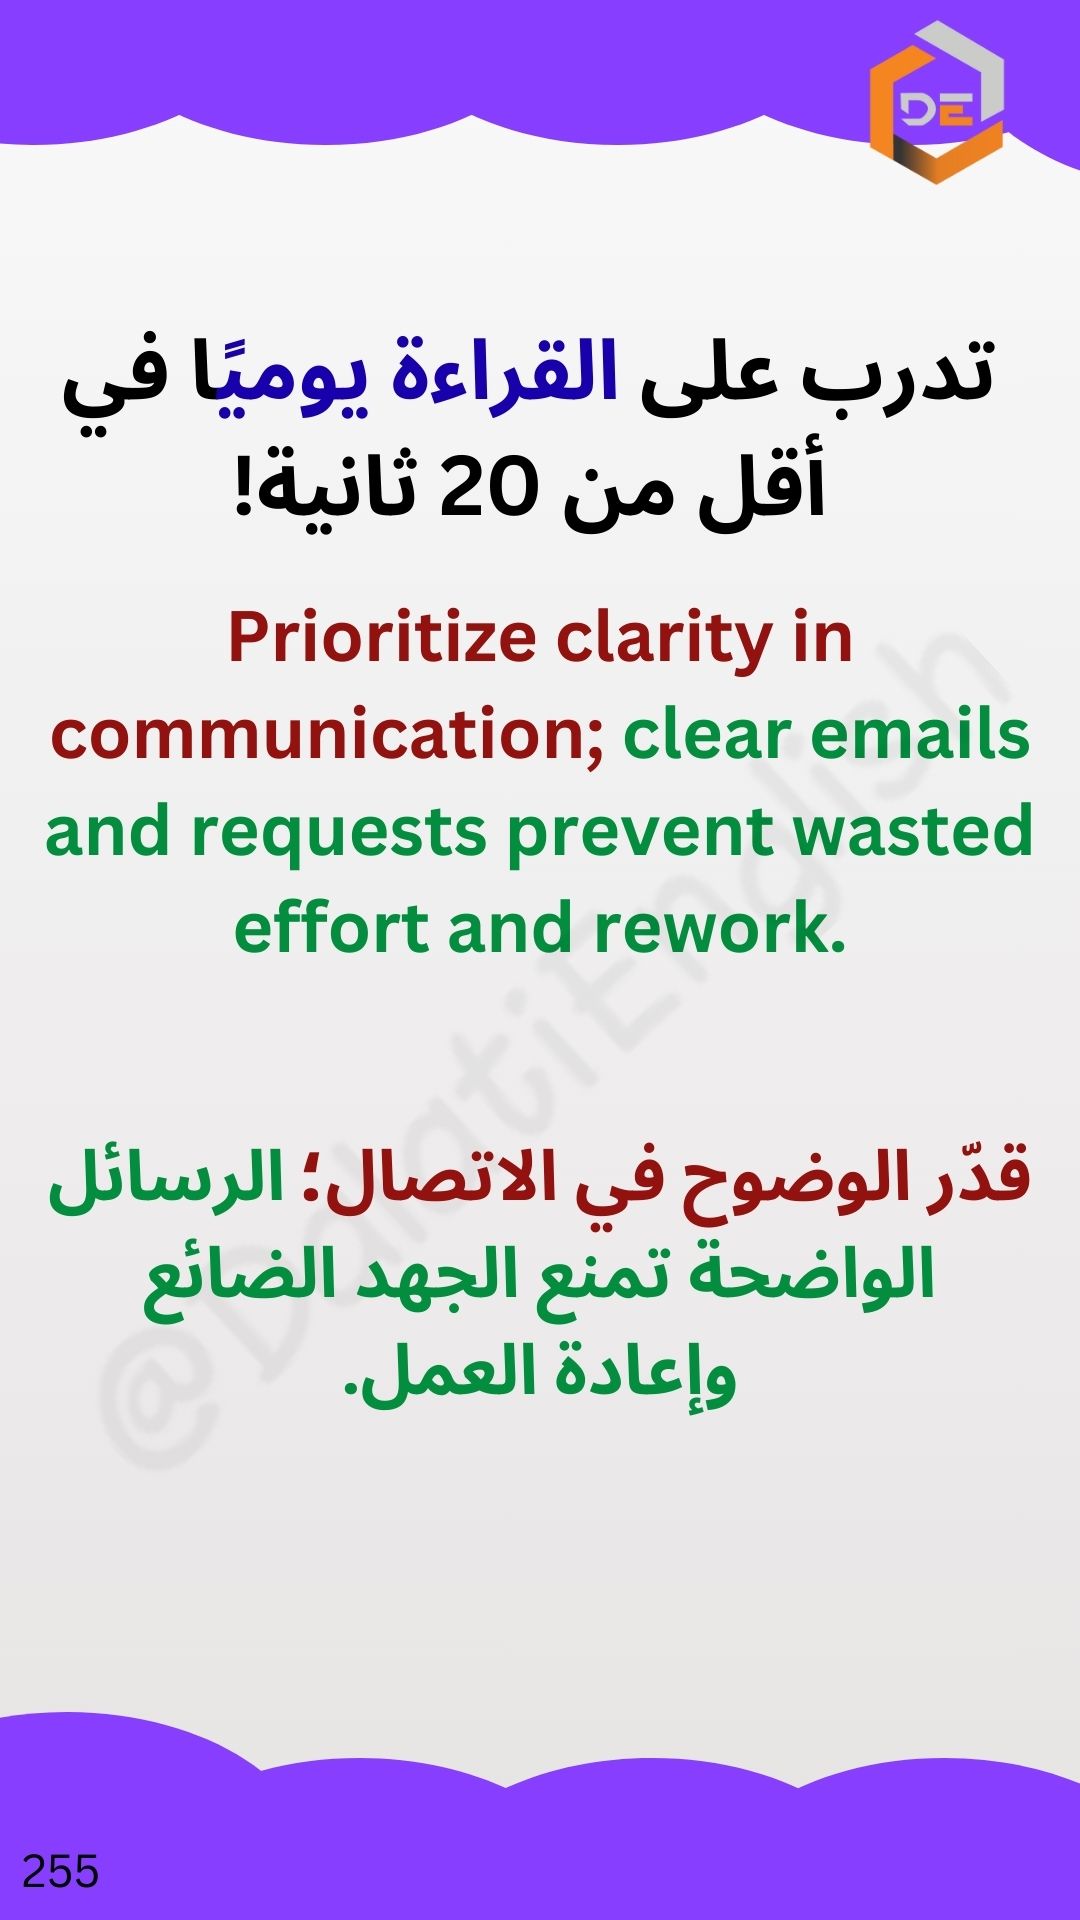 DE
تدرب على القراءة يوميًا في
أقل من 20 ثانية!
Prioritize clarity in
communication; clear emails
and requests prevent wasted
effort and rework.
@DalatiEnglish
قدّر الوضوح في الاتصال؛ الرسائل
الواضحة تمنع الجهد الضائع
وإعادة العمل.
255